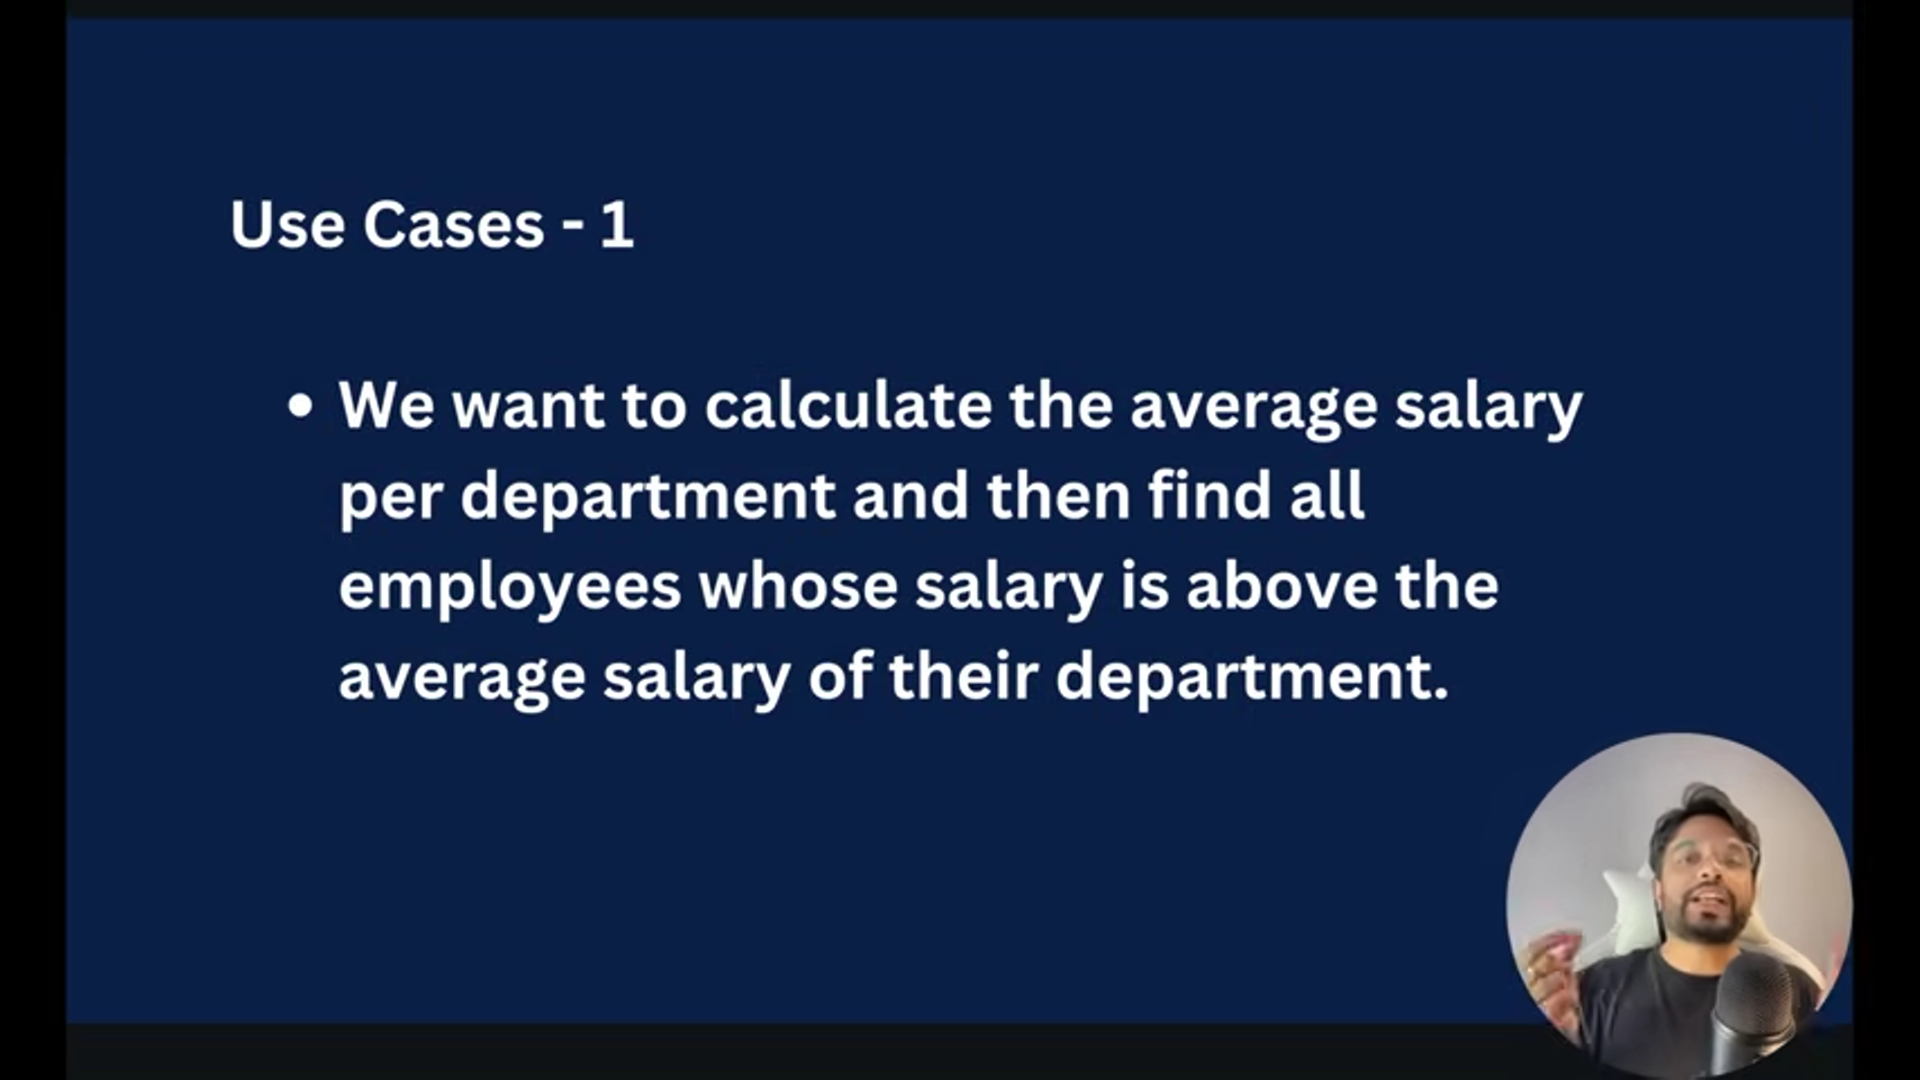 Use Cases - 1
• We want to calculate the average salary
per department and then find all
employees whose salary is above the
average salary of their department.